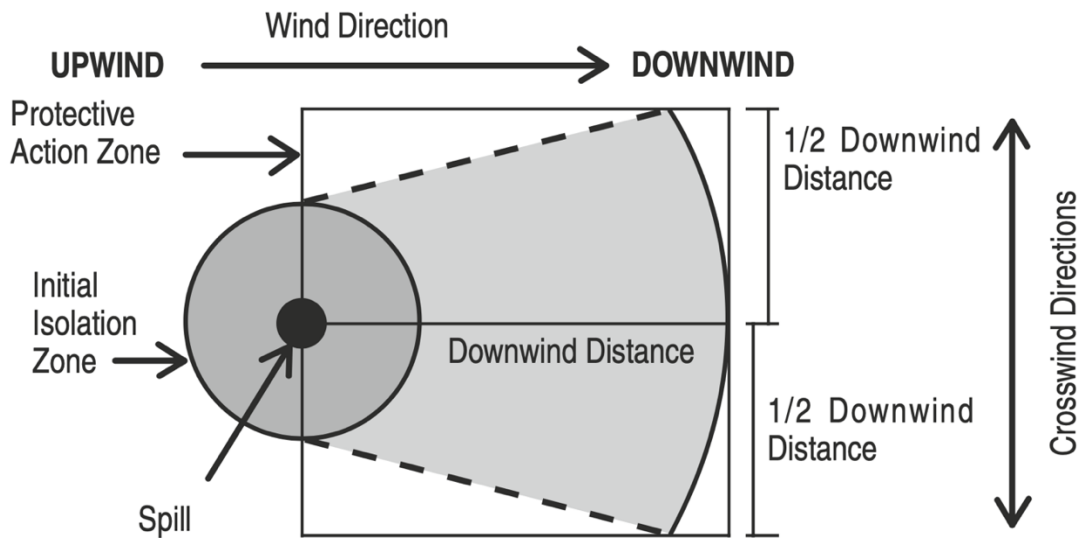 Wind Direction
UPWIND
DOWNWIND
Protective
Action Zone
1/2 Downwind
Distance
Initial
Isolation
Zone
Downwind Distance
1/2 Downwind
Distance
Crosswind Directions
Spill